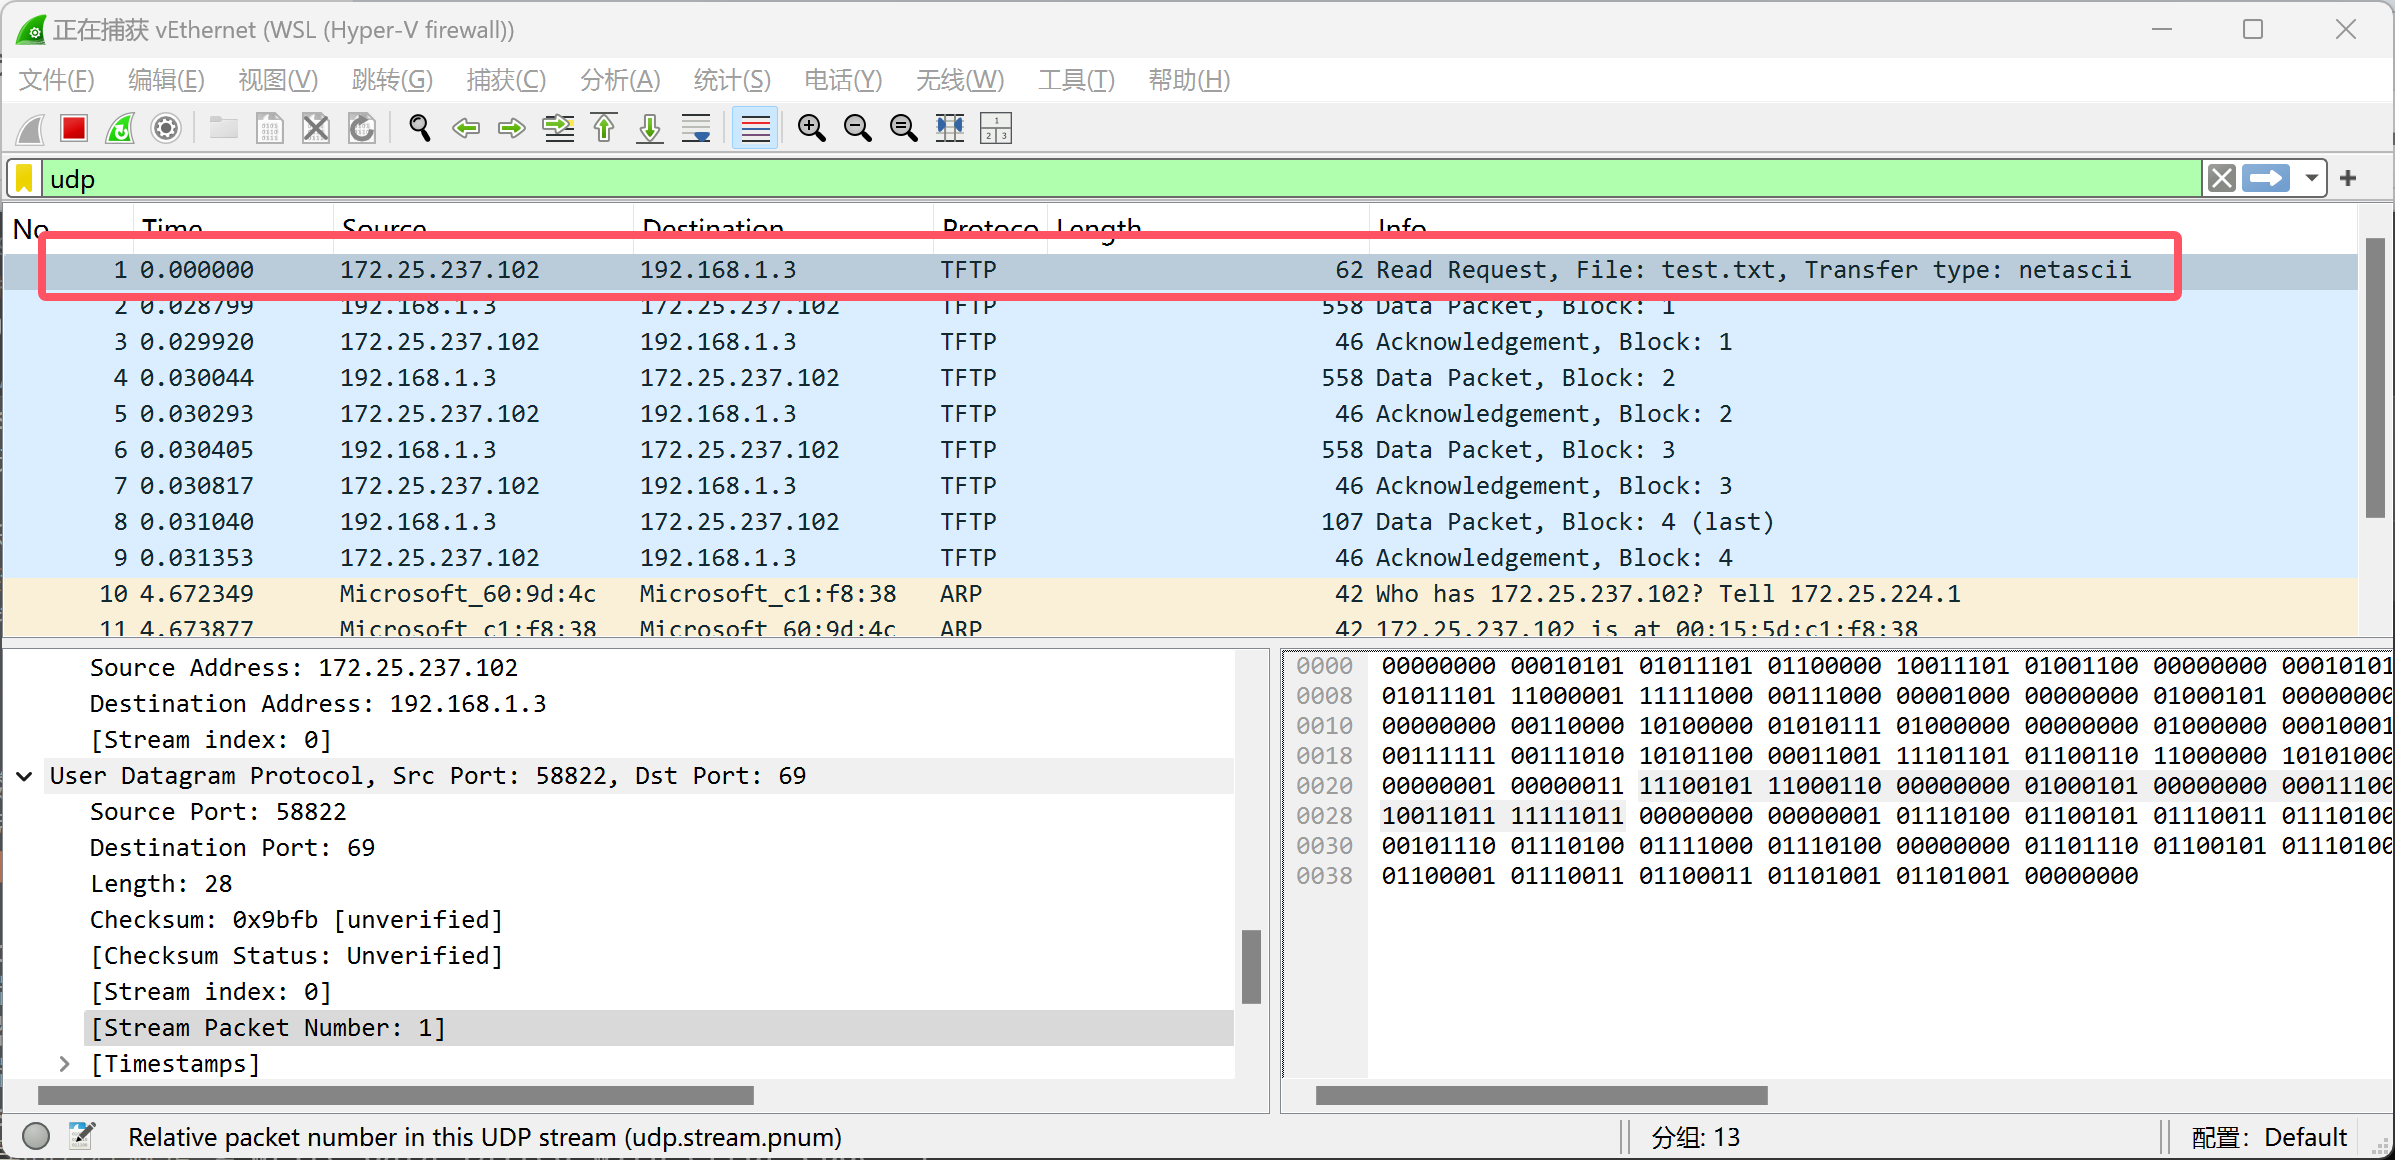 正在捕获 vEthernet (WSL (Hyper-V firewall))
文件(F) 编辑(E) 视图(V) 跳转(G) 捕获(C) 分析(A) 统计(S) 电话(Y) 无线(W) 工具(T) 帮助(H)
udp
No. Time Source Destination Protoco Length Info
1 0.000000 172.25.237.102 192.168.1.3 TFTP 62 Read Request, File: test.txt, Transfer type: netascii
2 0.028799 192.168.1.3 172.25.237.102 TFTP 558 Data Packet, Block: 1
3 0.029920 172.25.237.102 192.168.1.3 TFTP 46 Acknowledgement, Block: 1
4 0.030044 192.168.1.3 172.25.237.102 TFTP 558 Data Packet, Block: 2
5 0.030293 172.25.237.102 192.168.1.3 TFTP 46 Acknowledgement, Block: 2
6 0.030405 192.168.1.3 172.25.237.102 TFTP 558 Data Packet, Block: 3
7 0.030817 172.25.237.102 192.168.1.3 TFTP 46 Acknowledgement, Block: 3
8 0.031040 192.168.1.3 172.25.237.102 TFTP 107 Data Packet, Block: 4 (last)
9 0.031353 172.25.237.102 192.168.1.3 TFTP 46 Acknowledgement, Block: 4
10 4.672349 Microsoft_60:9d:4c Microsoft_c1:f8:38 ARP 42 Who has 172.25.237.102? Tell 172.25.224.1
11 4.673877 Microsoft_c1:f8:38 Microsoft_60:9d:4c ARP 42 172.25.237.102 is at 00:15:5d:c1:f8:38
Source Address: 172.25.237.102
Destination Address: 192.168.1.3
[Stream index: 0]
User Datagram Protocol, Src Port: 58822, Dst Port: 69
Source Port: 58822
Destination Port: 69
Length: 28
Checksum: 0x9bfb [unverified]
[Checksum Status: Unverified]
[Stream index: 0]
[Stream Packet Number: 1]
[Timestamps]
0000 00000000 00010101 01011101 01100000 10011101 01001100 00000000 00010101
0008 01011101 11000001 11111000 00111000 00001000 00000000 01000101 00000000
0010 00000000 00110000 10100000 01010111 01000000 00000000 01000000 00010001
0018 00111111 00111010 10101100 00011001 11101101 01100110 11000000 10101000
0020 00000001 00000011 11100101 11000110 00000000 01000101 00000000 00011100
0028 10011011 11111011 00000000 00000001 01110100 01100101 01110011 01110100
0030 00101110 01110100 01111000 01110100 00000000 01101110 01100101 01110100
0038 01100001 01110011 01100011 01101001 01101001 00000000
Relative packet number in this UDP stream (udp.stream.pnum)
分组: 13
配置: Default